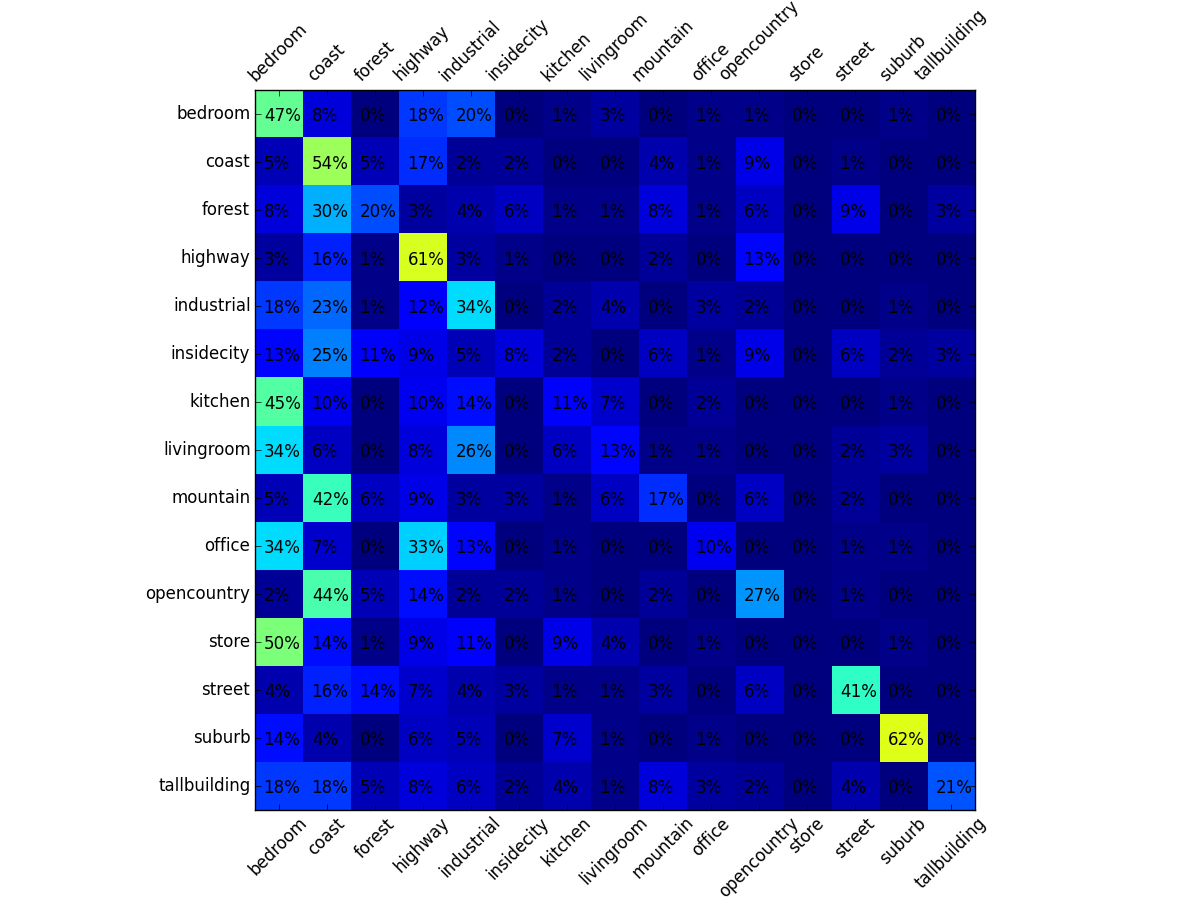 bedroom coast forest highway industrial insidecity kitchen livingroom mountain office opencountry store street suburb tallbuilding
bedroom 47% 8% 0% 18% 20% 0% 1% 3% 0% 1% 1% 0% 0% 1% 0%
coast 5% 54% 5% 17% 2% 2% 0% 0% 4% 1% 9% 0% 1% 0% 0%
forest 8% 30% 20% 3% 4% 6% 1% 1% 8% 1% 6% 0% 9% 0% 3%
highway 3% 16% 1% 61% 3% 1% 0% 0% 2% 0% 13% 0% 0% 0% 0%
industrial 18% 23% 1% 12% 34% 0% 2% 4% 0% 3% 2% 0% 0% 1% 0%
insidecity 13% 25% 11% 9% 5% 8% 2% 0% 6% 1% 9% 0% 6% 2% 3%
kitchen 45% 10% 0% 10% 14% 0% 11% 7% 0% 2% 0% 0% 0% 1% 0%
livingroom 34% 6% 0% 8% 26% 0% 6% 13% 1% 1% 0% 0% 2% 3% 0%
mountain 5% 42% 6% 9% 3% 3% 1% 6% 17% 0% 6% 0% 2% 0% 0%
office 34% 7% 0% 33% 13% 0% 1% 0% 0% 10% 0% 0% 1% 1% 0%
opencountry 2% 44% 5% 14% 2% 2% 1% 0% 2% 0% 27% 0% 1% 0% 0%
store 50% 14% 1% 9% 11% 0% 9% 4% 0% 1% 0% 0% 0% 1% 0%
street 4% 16% 14% 7% 4% 3% 1% 1% 3% 0% 6% 0% 41% 0% 0%
suburb 14% 4% 0% 6% 5% 0% 7% 1% 0% 1% 0% 0% 0% 62% 0%
tallbuilding 18% 18% 5% 8% 6% 2% 4% 1% 8% 3% 2% 0% 4% 0% 21%
bedroom coast forest highway industrial insidecity kitchen livingroom mountain office opencountry store street suburb tallbuilding